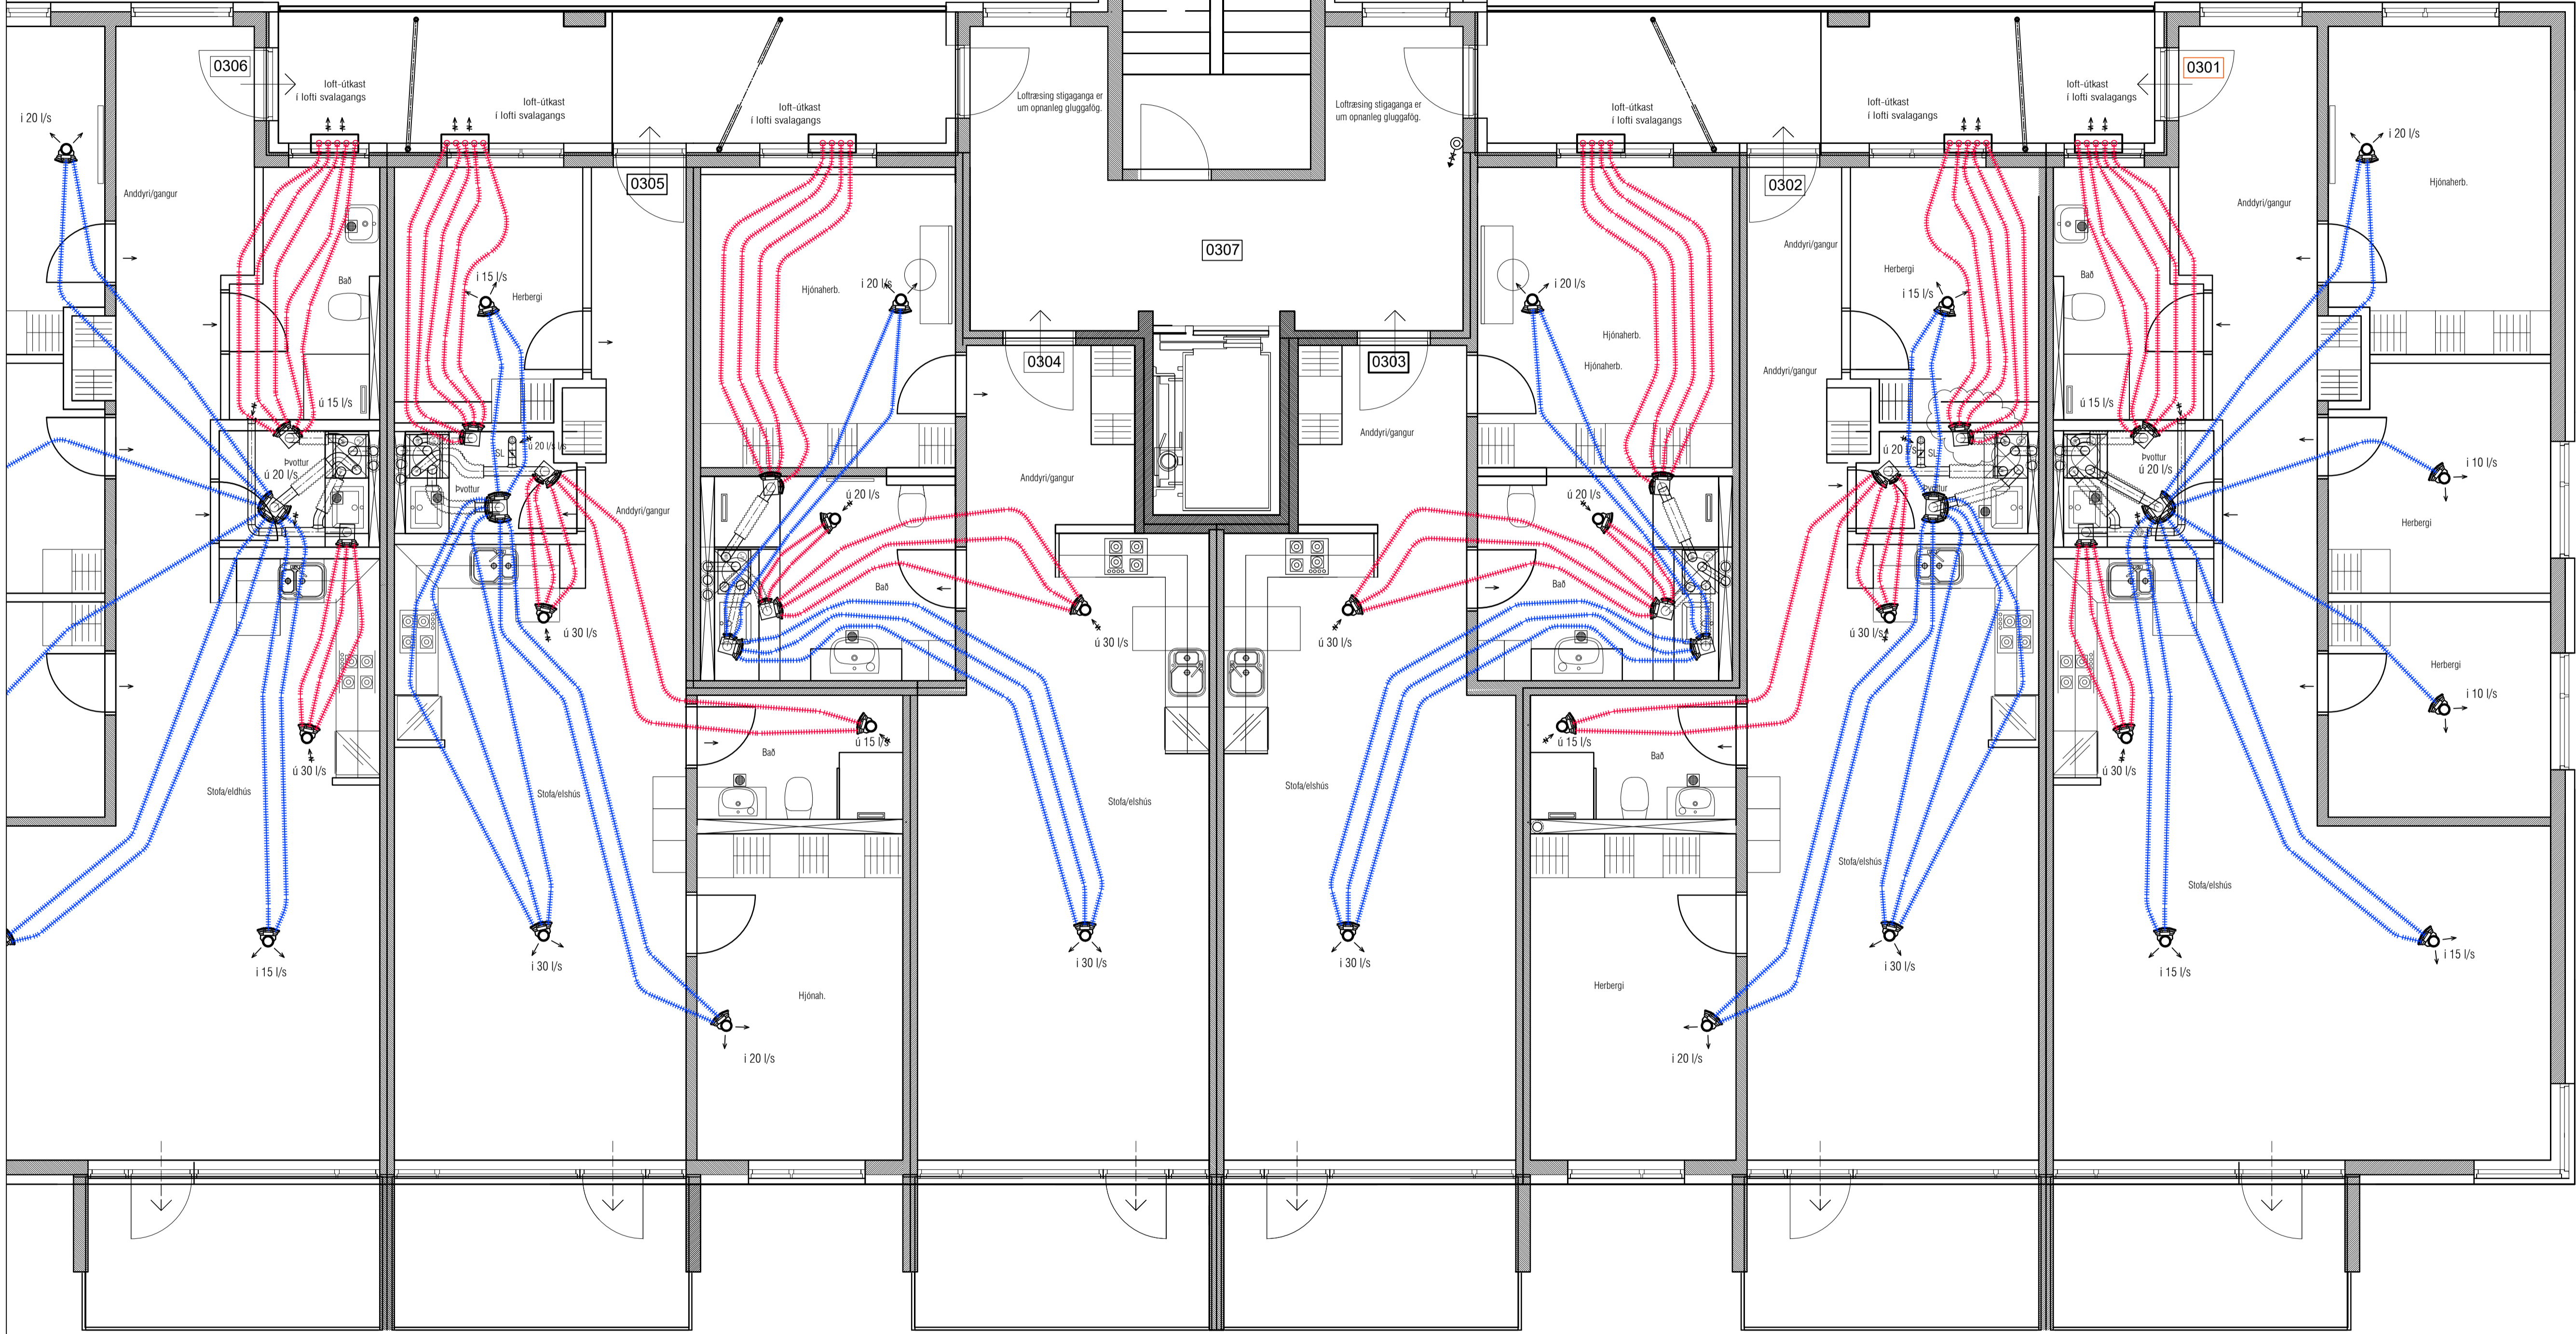 0306
loft-útkast
í lofti svalagangs
loft-útkast
í lofti svalagangs
loft-útkast
í lofti svalagangs
Loftræsing stigaganga er
um opnanleg gluggafög.
Loftræsing stigaganga er
um opnanleg gluggafög.
loft-útkast
í lofti svalagangs
loft-útkast
í lofti svalagangs
loft-útkast
í lofti svalagangs
0301
i 20 l/s
i 20 l/s
Anddyri/gangur
0305
0302
Hjónaherb.
Anddyri/gangur
0307
Anddyri/gangur
Bað
i 15 l/s
Herbergi
Hjónaherb.
i 20 l/s
i 20 l/s
Herbergi
i 15 l/s
Bað
Hjónaherb.
0304
0303
Hjónaherb.
Anddyri/gangur
ú 15 l/s
ú 15 l/s
Anddyri/gangur
ú 20 l/s
SL
l/s
ú 20 l/s
SL
Þvottur
ú 20 l/s
Þvottur
ú 20 l/s
i 10 l/s
Anddyri/gangur
Þvottur
Þvottur
ú 20 l/s
ú 20 l/s
Anddyri/gangur
Herbergi
Bað
Bað
ú 30 l/s
ú 30 l/s
ú 30 l/s
ú 30 l/s
Herbergi
i 10 l/s
ú 15 l/s
ú 15 l/s
Bað
Bað
ú 30 l/s
ú 30 l/s
Stofa/eldhús
Stofa/elshús
Stofa/elshús
Stofa/elshús
Stofa/elshús
Stofa/elshús
i 15 l/s
i 30 l/s
i 30 l/s
i 30 l/s
i 30 l/s
i 15 l/s
i 15 l/s
Hjónah.
Herbergi
i 20 l/s
i 20 l/s